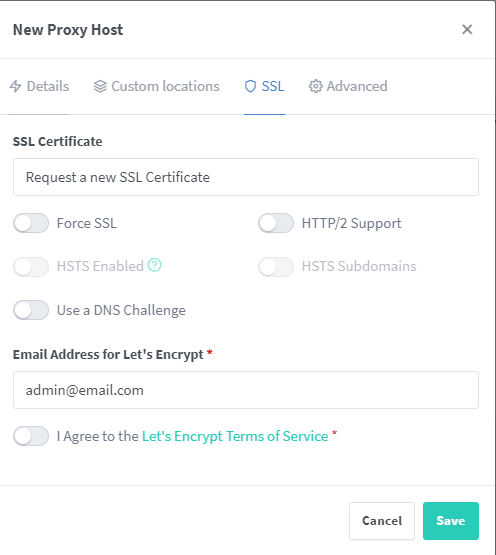 New Proxy Host
Details Custom locations SSL Advanced
SSL Certificate
Request a new SSL Certificate
Force SSL HTTP/2 Support
HSTS Enabled HSTS Subdomains
Use a DNS Challenge
Email Address for Let's Encrypt *
admin@email.com
I Agree to the Let's Encrypt Terms of Service *
Cancel Save